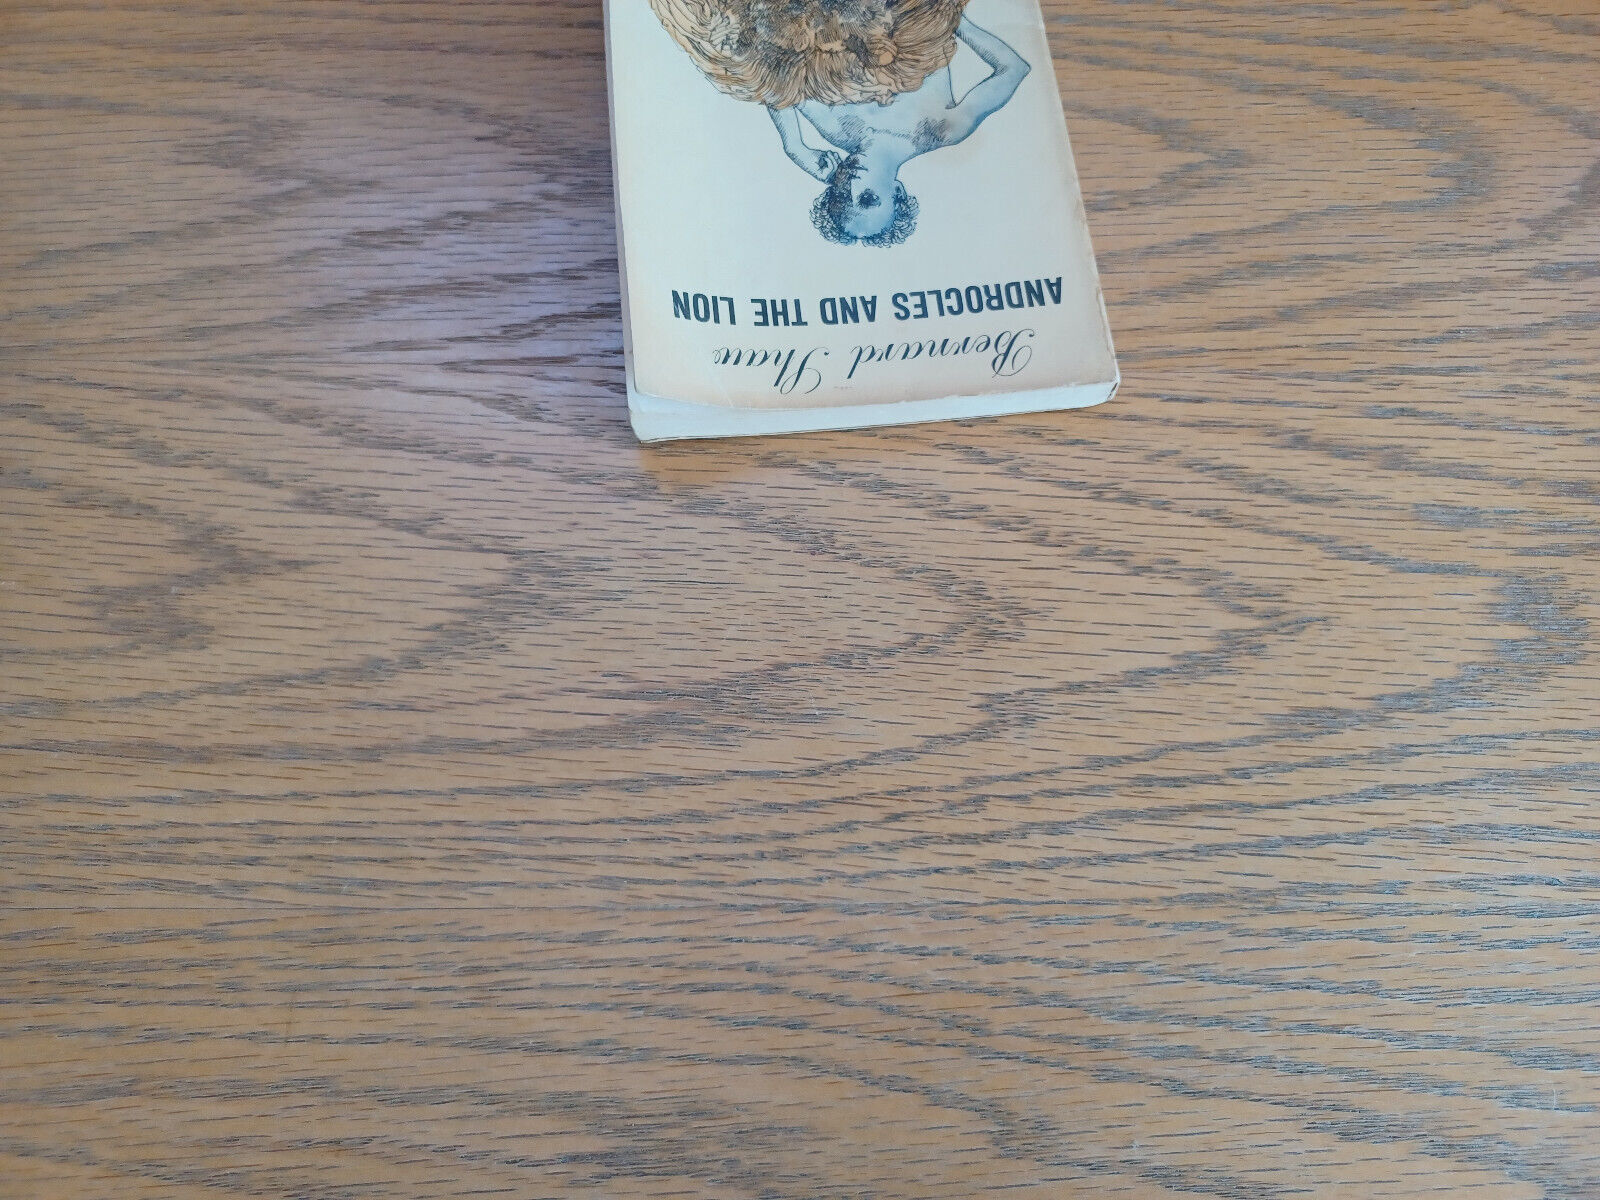 Bernard Shaw
ANDROCLES AND THE LION